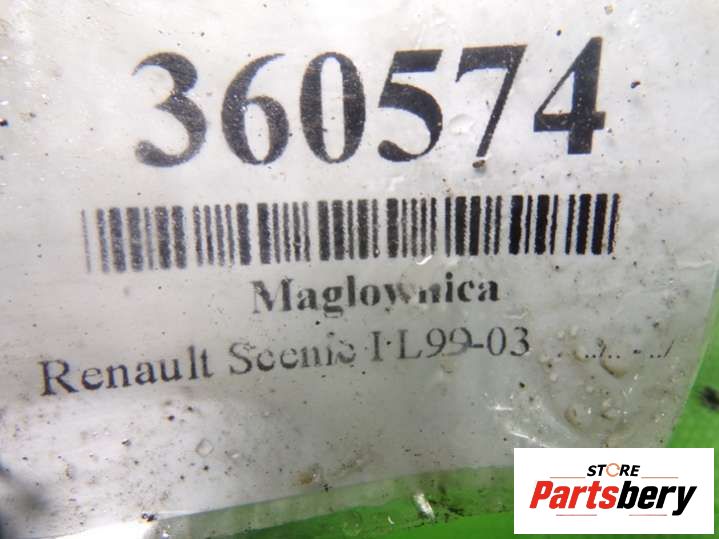 360574
Maglownica
Renault Scenic I L99-03
STORE
Partsbery